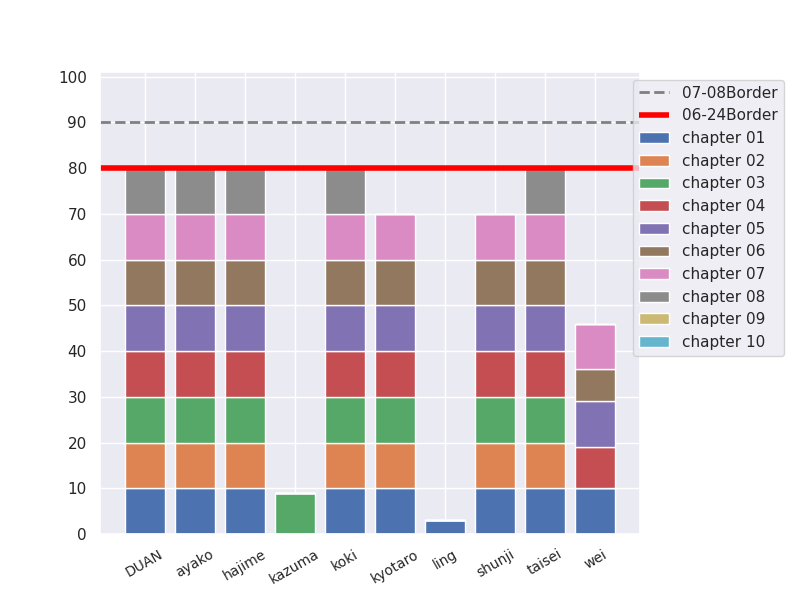 100
90
80
70
60
50
40
30
20
10
0
DUAN
ayako
hajime
kazuma
koki
kyotaro
ling
shunji
taisei
wei
07-08Border
06-24Border
chapter 01
chapter 02
chapter 03
chapter 04
chapter 05
chapter 06
chapter 07
chapter 08
chapter 09
chapter 10